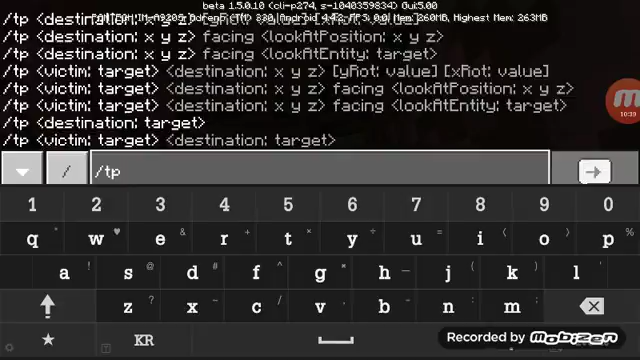 beta 1.5.0.10 (cli-p274, s-1040359834) Gui:5.00
/tp <destination: x y z> facing <lookAtPosition: x y z>
/tp <destination: x y z> facing <lookAtEntity: target>
/tp <victim: target> <destination: x y z> [yRot: value] [xRot: value]
/tp <victim: target> <destination: x y z> facing <lookAtPosition: x y z>
/tp <victim: target> <destination: x y z> facing <lookAtEntity: target>
/tp <destination: target>
/tp <victim: target> <destination: target>
10:39
/ /tp
1 2 3 4 5 6 7 8 9 0
q w e r t y u i o p
a s d f g h j k l
z x c v b n m
KR
Recorded by Mobizen